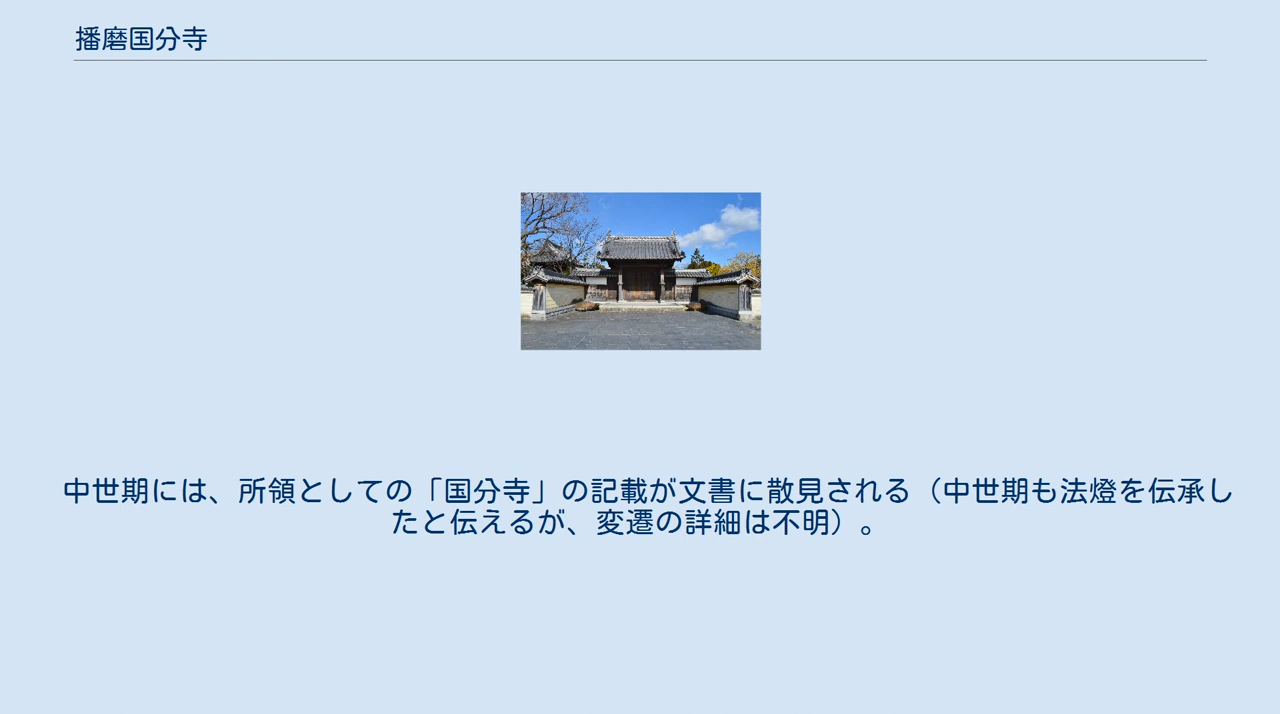 播磨国分寺
中世期には、所領としての「国分寺」の記載が文書に散見される（中世期も法燈を伝承し
たと伝えるが、変遷の詳細は不明）。